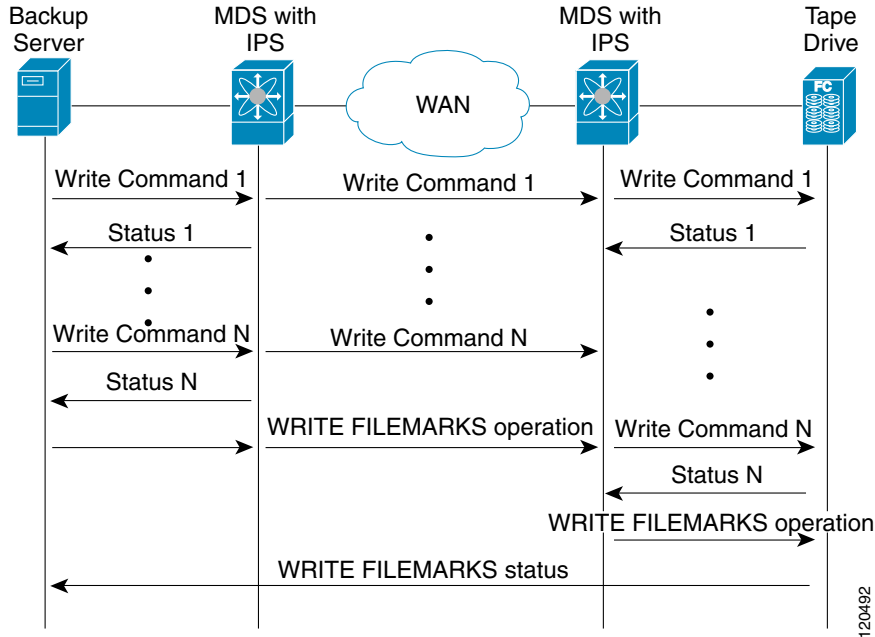 Backup
Server
MDS with
IPS
MDS with
IPS
Tape
Drive
WAN
FC
Write Command 1
Write Command 1
Write Command 1
Status 1
Status 1
Write Command N
Write Command N
Status N
WRITE FILEMARKS operation
Write Command N
Status N
WRITE FILEMARKS operation
WRITE FILEMARKS status
120492